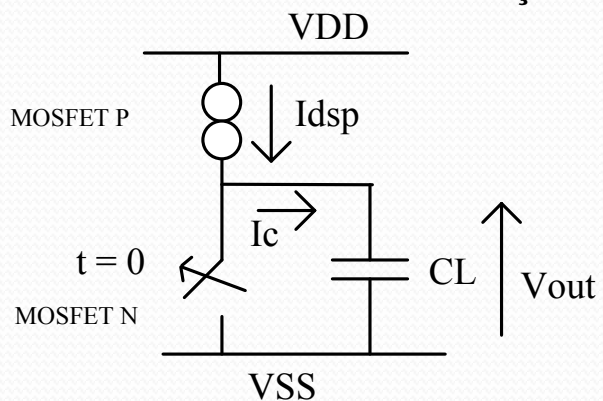 VDD
MOSFET P
Idsp
Ic
t = 0
CL
Vout
MOSFET N
VSS